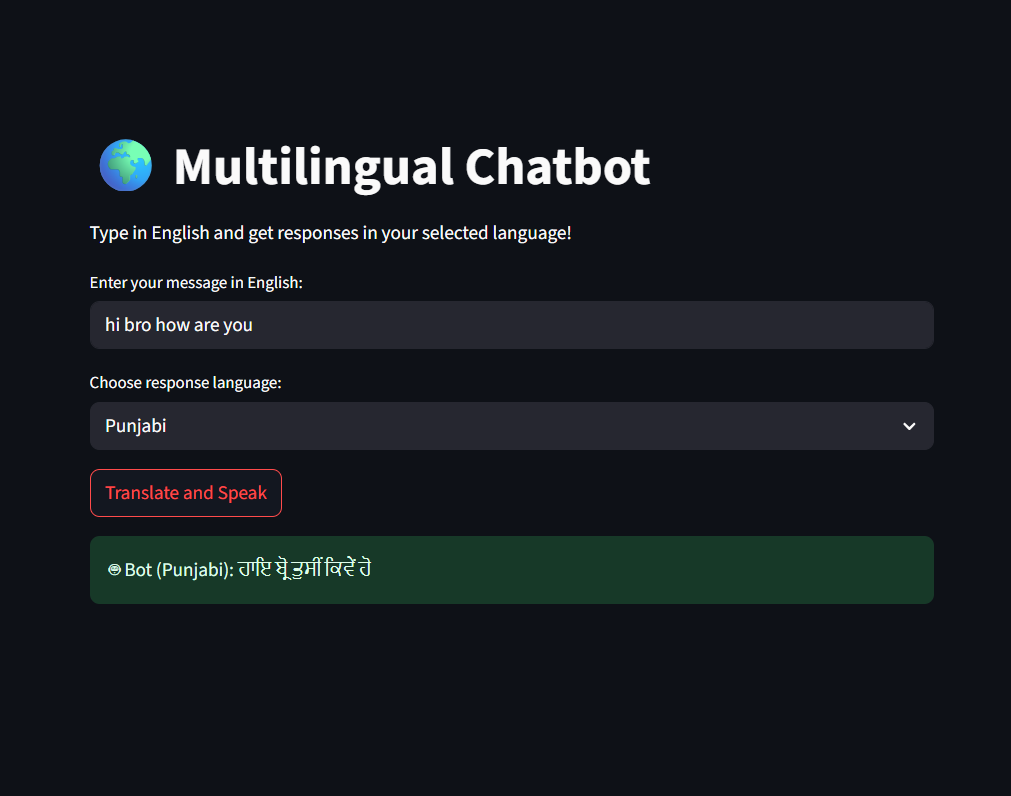 Multilingual Chatbot
Type in English and get responses in your selected language!
Enter your message in English:
hi bro how are you
Choose response language:
Punjabi
Translate and Speak
Bot (Punjabi): ਹਾਇ ਬ੍ਰੋ ਤੁਸੀਂ ਕਿਵੇਂ ਹੋ